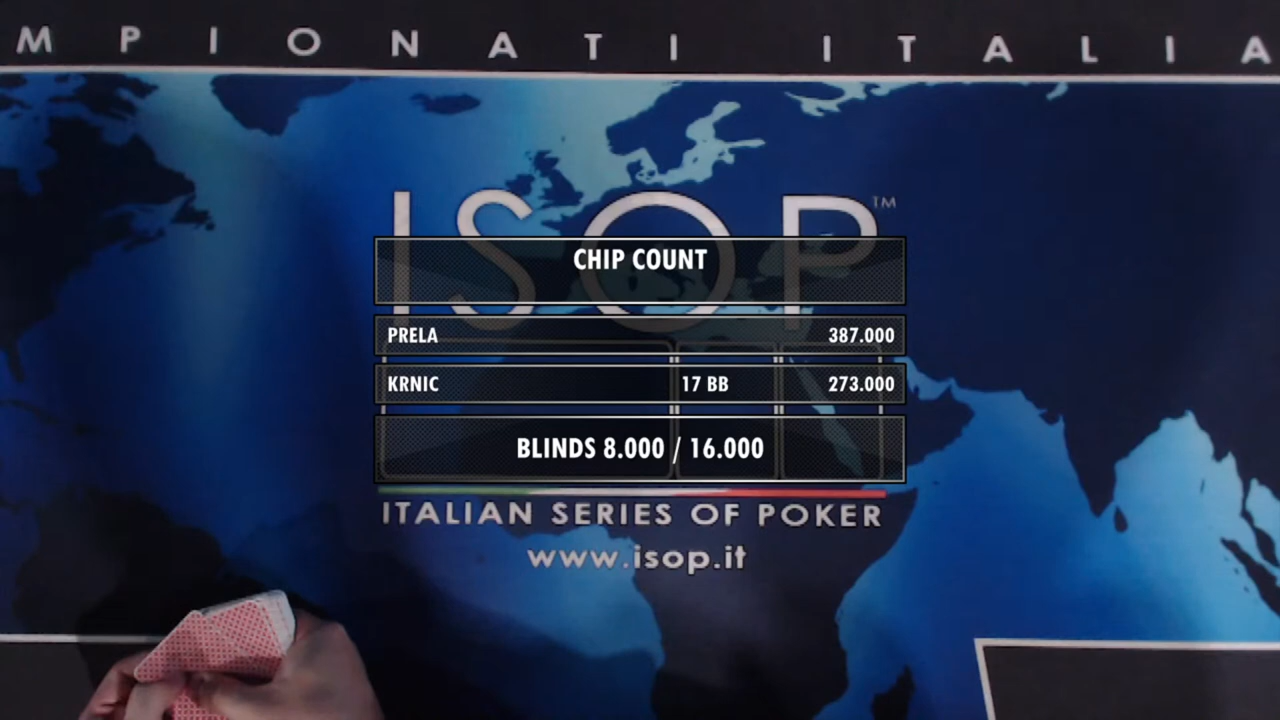 MPIONATI ITALIA
ISOP™
CHIP COUNT
PRELA 387.000
KRNIC 17 BB 273.000
BLINDS 8.000 / 16.000
ITALIAN SERIES OF POKER
www.isop.it